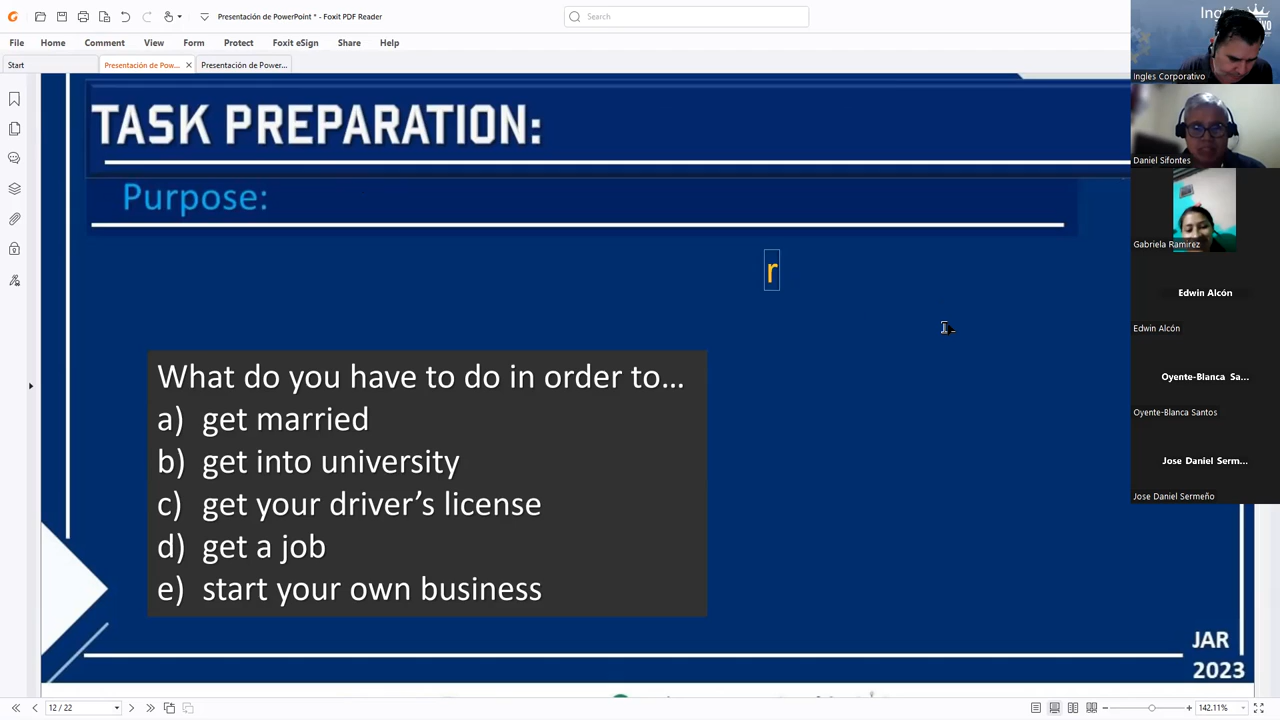 Presentación de PowerPoint * - Foxit PDF Reader
Search
File Home Comment View Form Protect Foxit eSign Share Help
Start
Presentación de Pow...
Presentación de Power...
TASK PREPARATION:
Purpose:
r
What do you have to do in order to...
a) get married
b) get into university
c) get your driver's license
d) get a job
e) start your own business
JAR
2023
Ingles Corporativo
Daniel Sifontes
Gabriela Ramirez
Edwin Alcón
Edwin Alcón
Oyente-Blanca Sa...
Oyente-Blanca Santos
Jose Daniel Serm...
Jose Daniel Sermeño
12 / 22
142.11%